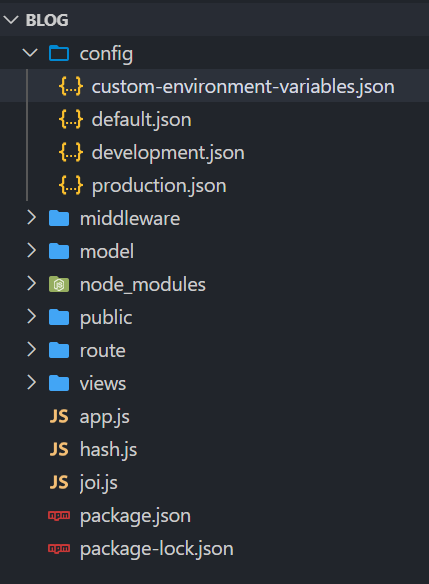 BLOG
config
custom-environment-variables.json
default.json
development.json
production.json
middleware
model
node_modules
public
route
views
JS app.js
JS hash.js
JS joi.js
npm package.json
npm package-lock.json